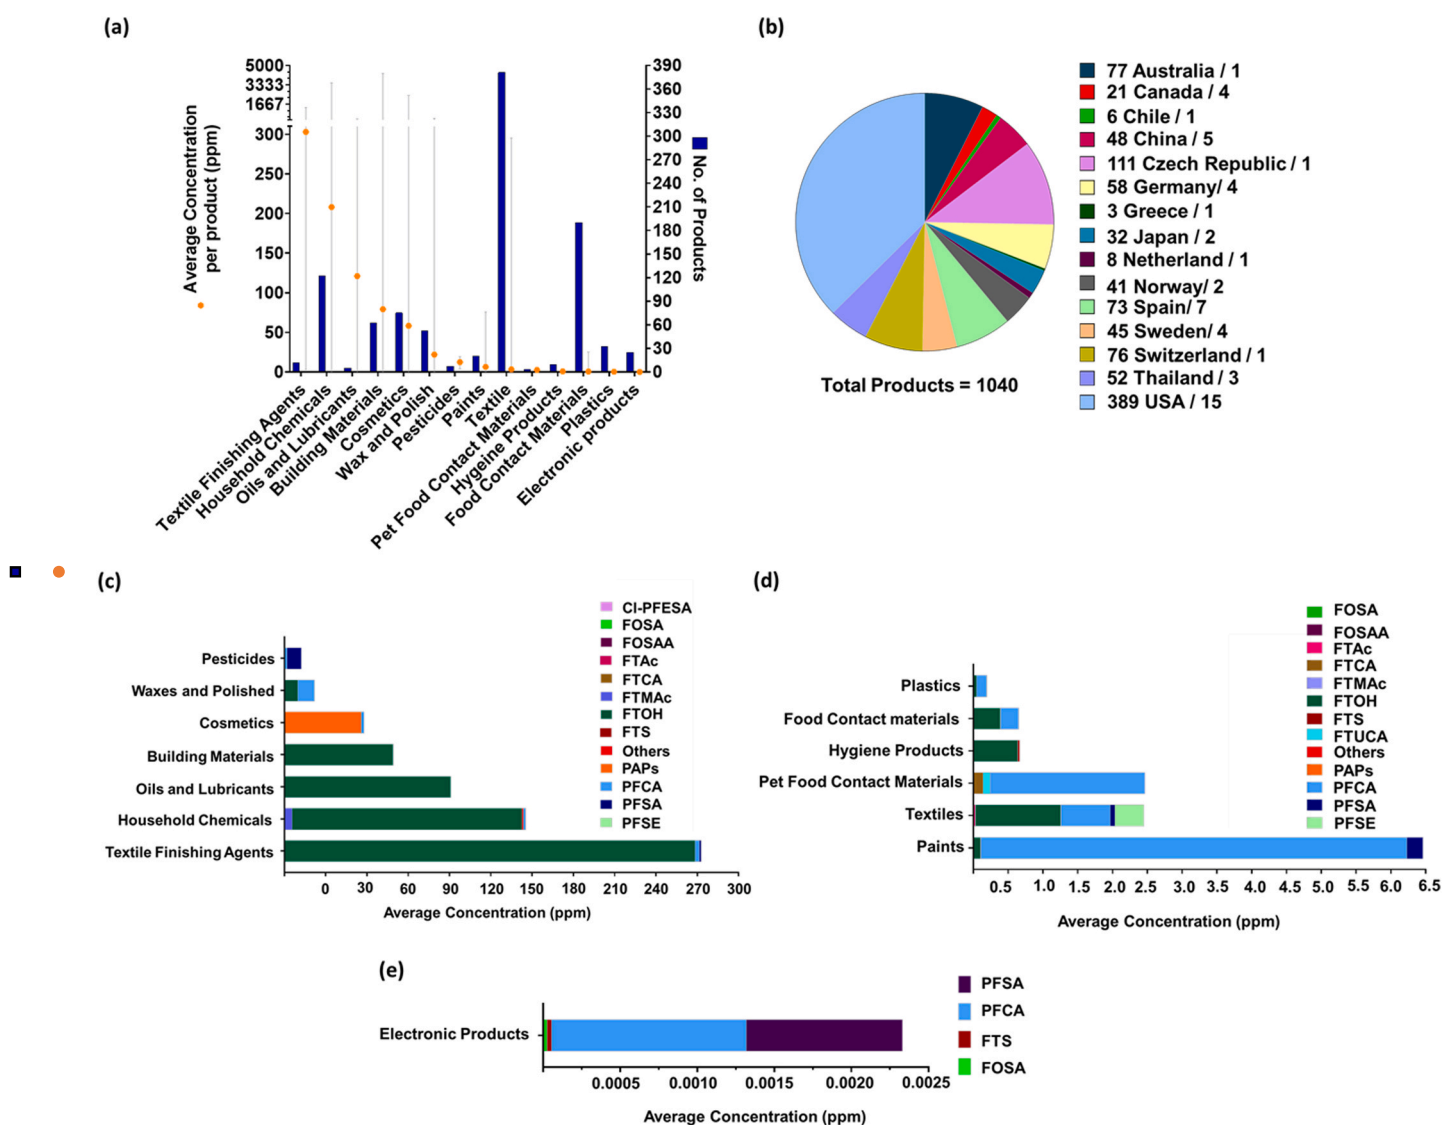 (a)
Average Concentration
per product (ppm)
5000
3333
1667
300
250
200
150
100
50
0
390
360
330
300
270
240
210
180
150
120
90
60
30
0
No. of Products
Textile Finishing Agents
Household Chemicals
Oils and Lubricants
Building Materials
Cosmetics
Wax and Polish
Pesticides
Paints
Textile
Pet Food Contact Materials
Hygeine Products
Food Contact Materials
Plastics
Electronic products
(b)
77 Australia / 1
21 Canada / 4
6 Chile / 1
48 China / 5
111 Czech Republic / 1
58 Germany/ 4
3 Greece / 1
32 Japan / 2
8 Netherland / 1
41 Norway/ 2
73 Spain/ 7
45 Sweden/ 4
76 Switzerland / 1
52 Thailand / 3
389 USA / 15
Total Products = 1040
(c)
Pesticides
Waxes and Polished
Cosmetics
Building Materials
Oils and Lubricants
Household Chemicals
Textile Finishing Agents
0 30 60 90 120 150 180 210 240 270 300
Average Concentration (ppm)
CI-PFESA
FOSA
FOSAA
FTAc
FTCA
FTMAc
FTOH
FTS
Others
PAPs
PFCA
PFSA
PFSE
(d)
Plastics
Food Contact materials
Hygiene Products
Pet Food Contact Materials
Textiles
Paints
0.5 1.0 1.5 2.0 2.5 3.0 3.5 4.0 4.5 5.0 5.5 6.0 6.5
Average Concentration (ppm)
FOSA
FOSAA
FTAc
FTCA
FTMAc
FTOH
FTS
FTUCA
Others
PAPs
PFCA
PFSA
PFSE
(e)
Electronic Products
0.0005 0.0010 0.0015 0.0020 0.0025
Average Concentration (ppm)
PFSA
PFCA
FTS
FOSA